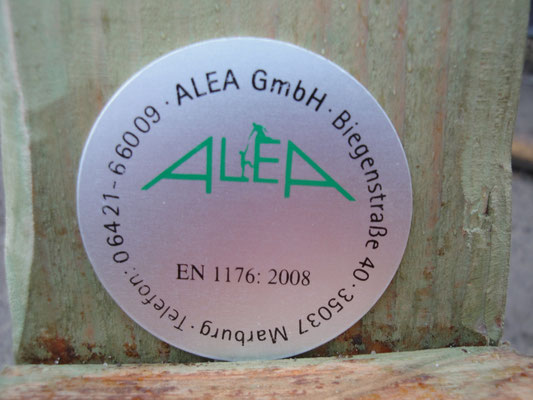 ALEA GmbH · Biegenstraße 40 · 35037 Marburg · Telefon: 06421-66009 ·
ALEA
EN 1176: 2008